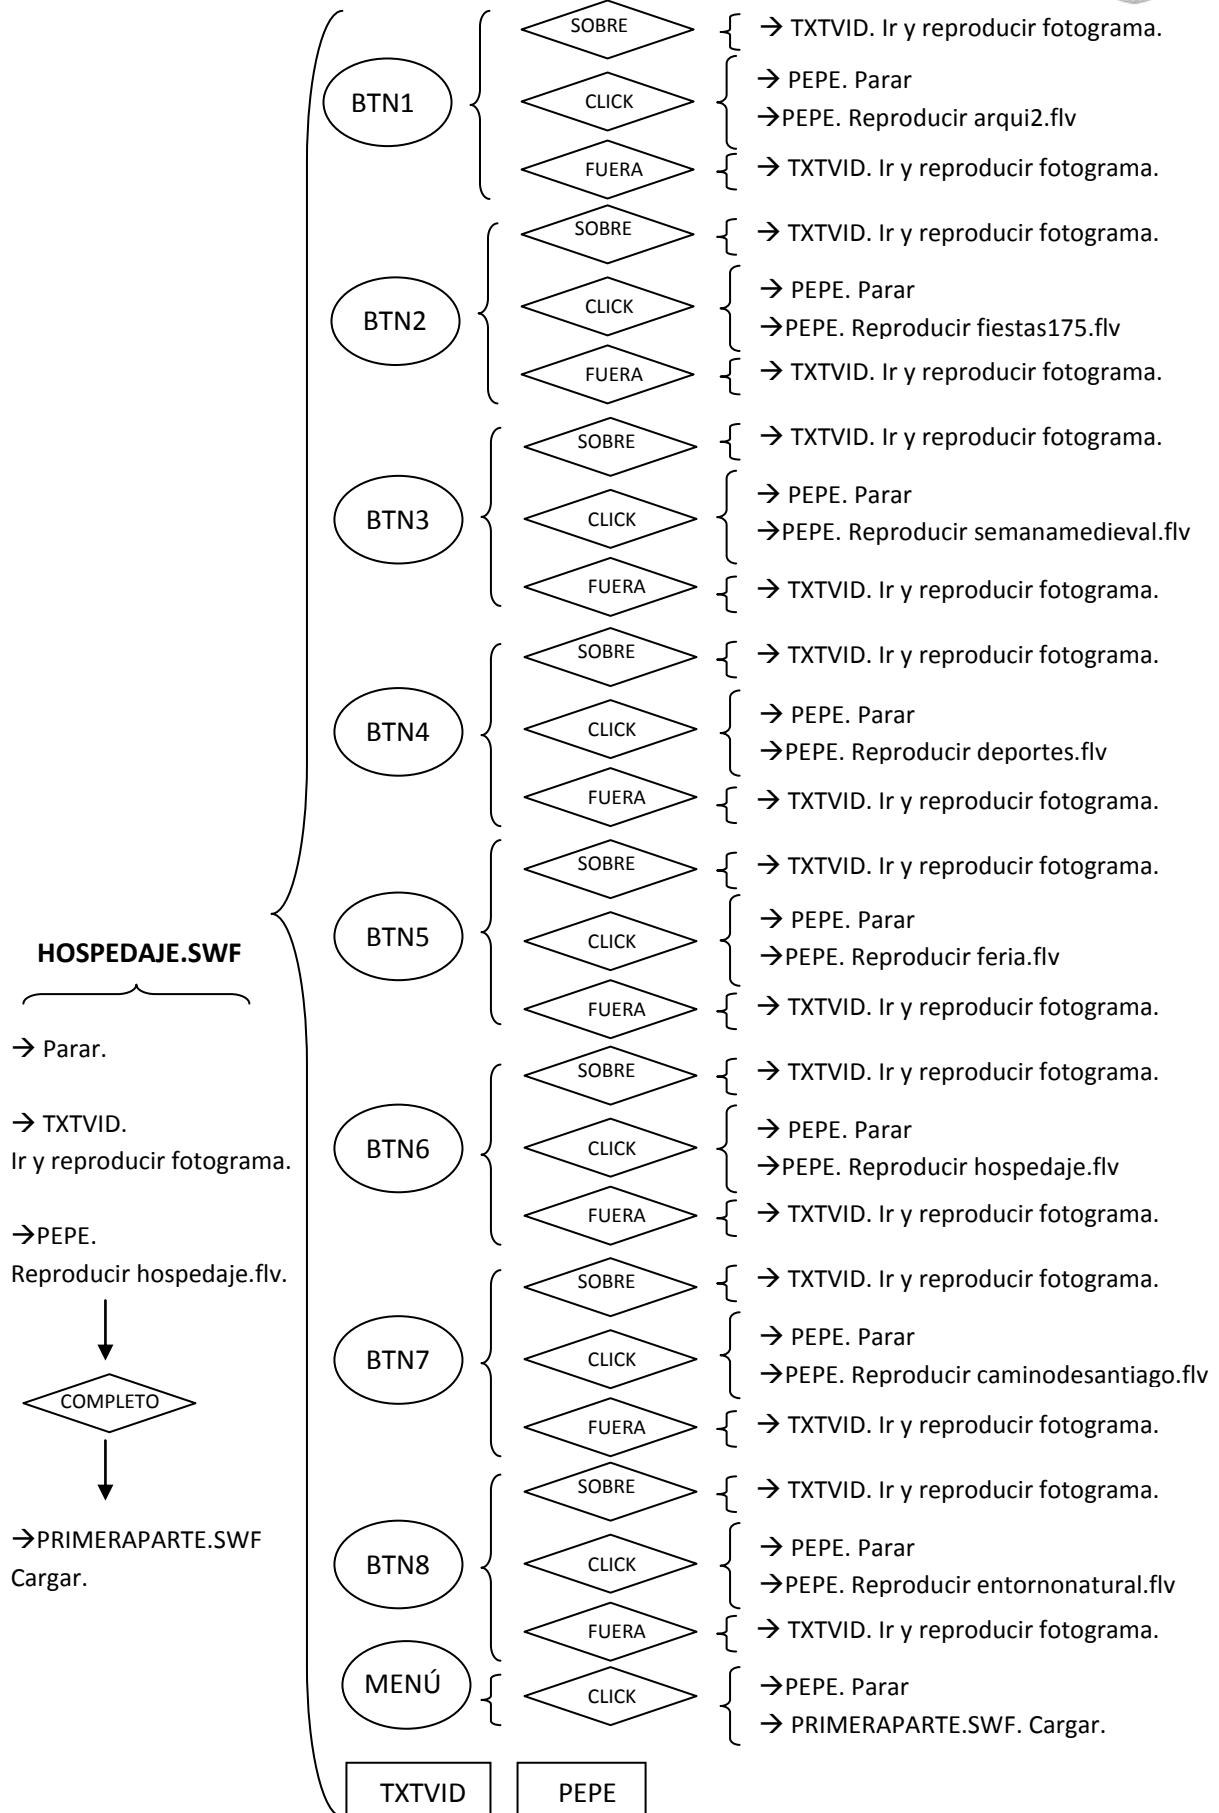 SOBRE
→ TXTVID. Ir y reproducir fotograma.
BTN1
CLICK
→ PEPE. Parar
→PEPE. Reproducir arqui2.flv
FUERA
→ TXTVID. Ir y reproducir fotograma.
SOBRE
→ TXTVID. Ir y reproducir fotograma.
BTN2
CLICK
→ PEPE. Parar
→PEPE. Reproducir fiestas175.flv
FUERA
→ TXTVID. Ir y reproducir fotograma.
SOBRE
→ TXTVID. Ir y reproducir fotograma.
BTN3
CLICK
→ PEPE. Parar
→PEPE. Reproducir semanamedieval.flv
FUERA
→ TXTVID. Ir y reproducir fotograma.
SOBRE
→ TXTVID. Ir y reproducir fotograma.
BTN4
CLICK
→ PEPE. Parar
→PEPE. Reproducir deportes.flv
FUERA
→ TXTVID. Ir y reproducir fotograma.
SOBRE
→ TXTVID. Ir y reproducir fotograma.
BTN5
CLICK
→ PEPE. Parar
→PEPE. Reproducir feria.flv
FUERA
→ TXTVID. Ir y reproducir fotograma.
HOSPEDAJE.SWF
→ Parar.
→ TXTVID.
Ir y reproducir fotograma.
→PEPE.
Reproducir hospedaje.flv.
COMPLETO
→PRIMERAPARTE.SWF
Cargar.
SOBRE
→ TXTVID. Ir y reproducir fotograma.
BTN6
CLICK
→ PEPE. Parar
→PEPE. Reproducir hospedaje.flv
FUERA
→ TXTVID. Ir y reproducir fotograma.
SOBRE
→ TXTVID. Ir y reproducir fotograma.
BTN7
CLICK
→ PEPE. Parar
→PEPE. Reproducir caminodesantiago.flv
FUERA
→ TXTVID. Ir y reproducir fotograma.
SOBRE
→ TXTVID. Ir y reproducir fotograma.
BTN8
CLICK
→ PEPE. Parar
→PEPE. Reproducir entornonatural.flv
FUERA
→ TXTVID. Ir y reproducir fotograma.
MENÚ
CLICK
→PEPE. Parar
→ PRIMERAPARTE.SWF. Cargar.
TXTVID
PEPE